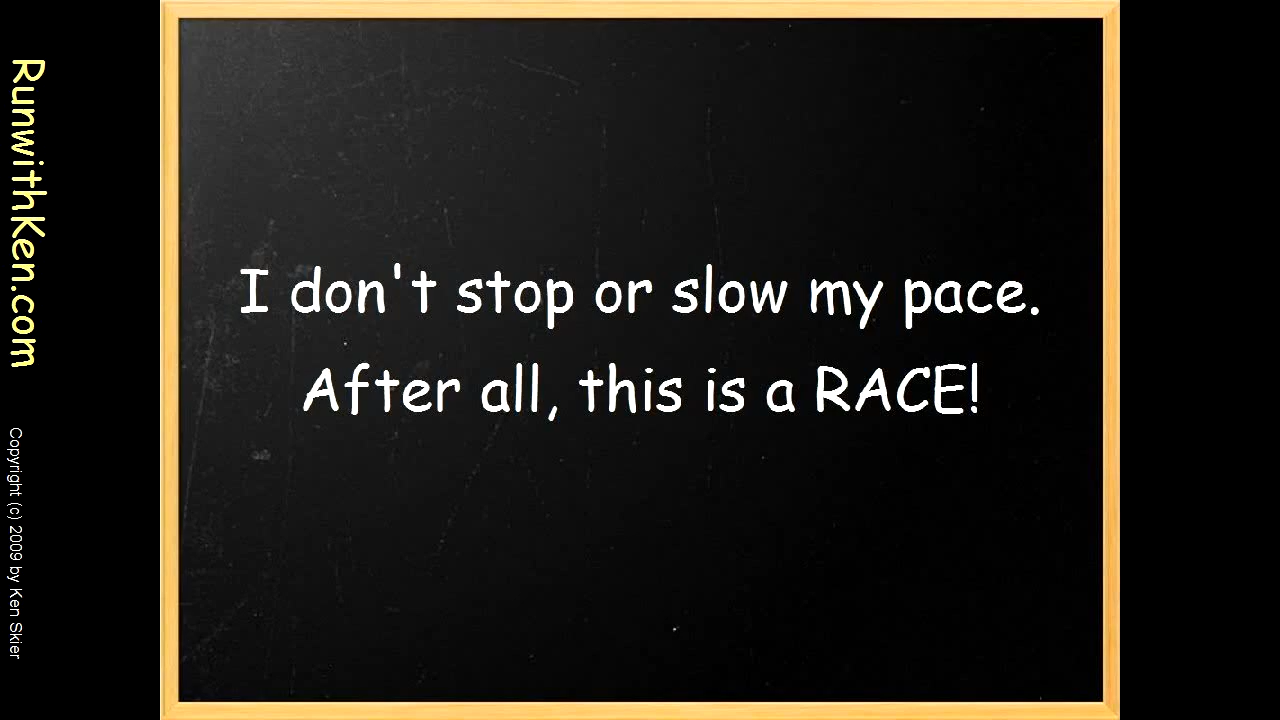 RunwithKen.com
Copyright (c) 2009 by Ken Skier
I don't stop or slow my pace.
After all, this is a RACE!